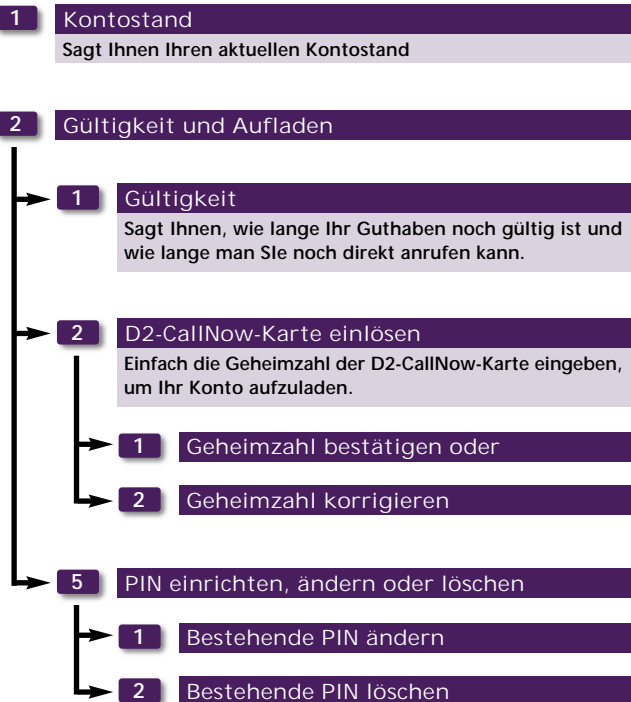 1 Kontostand
Sagt Ihnen Ihren aktuellen Kontostand
2 Gültigkeit und Aufladen
1 Gültigkeit
Sagt Ihnen, wie lange Ihr Guthaben noch gültig ist und
wie lange man SIe noch direkt anrufen kann.
2 D2-CallNow-Karte einlösen
Einfach die Geheimzahl der D2-CallNow-Karte eingeben,
um Ihr Konto aufzuladen.
1 Geheimzahl bestätigen oder
2 Geheimzahl korrigieren
5 PIN einrichten, ändern oder löschen
1 Bestehende PIN ändern
2 Bestehende PIN löschen